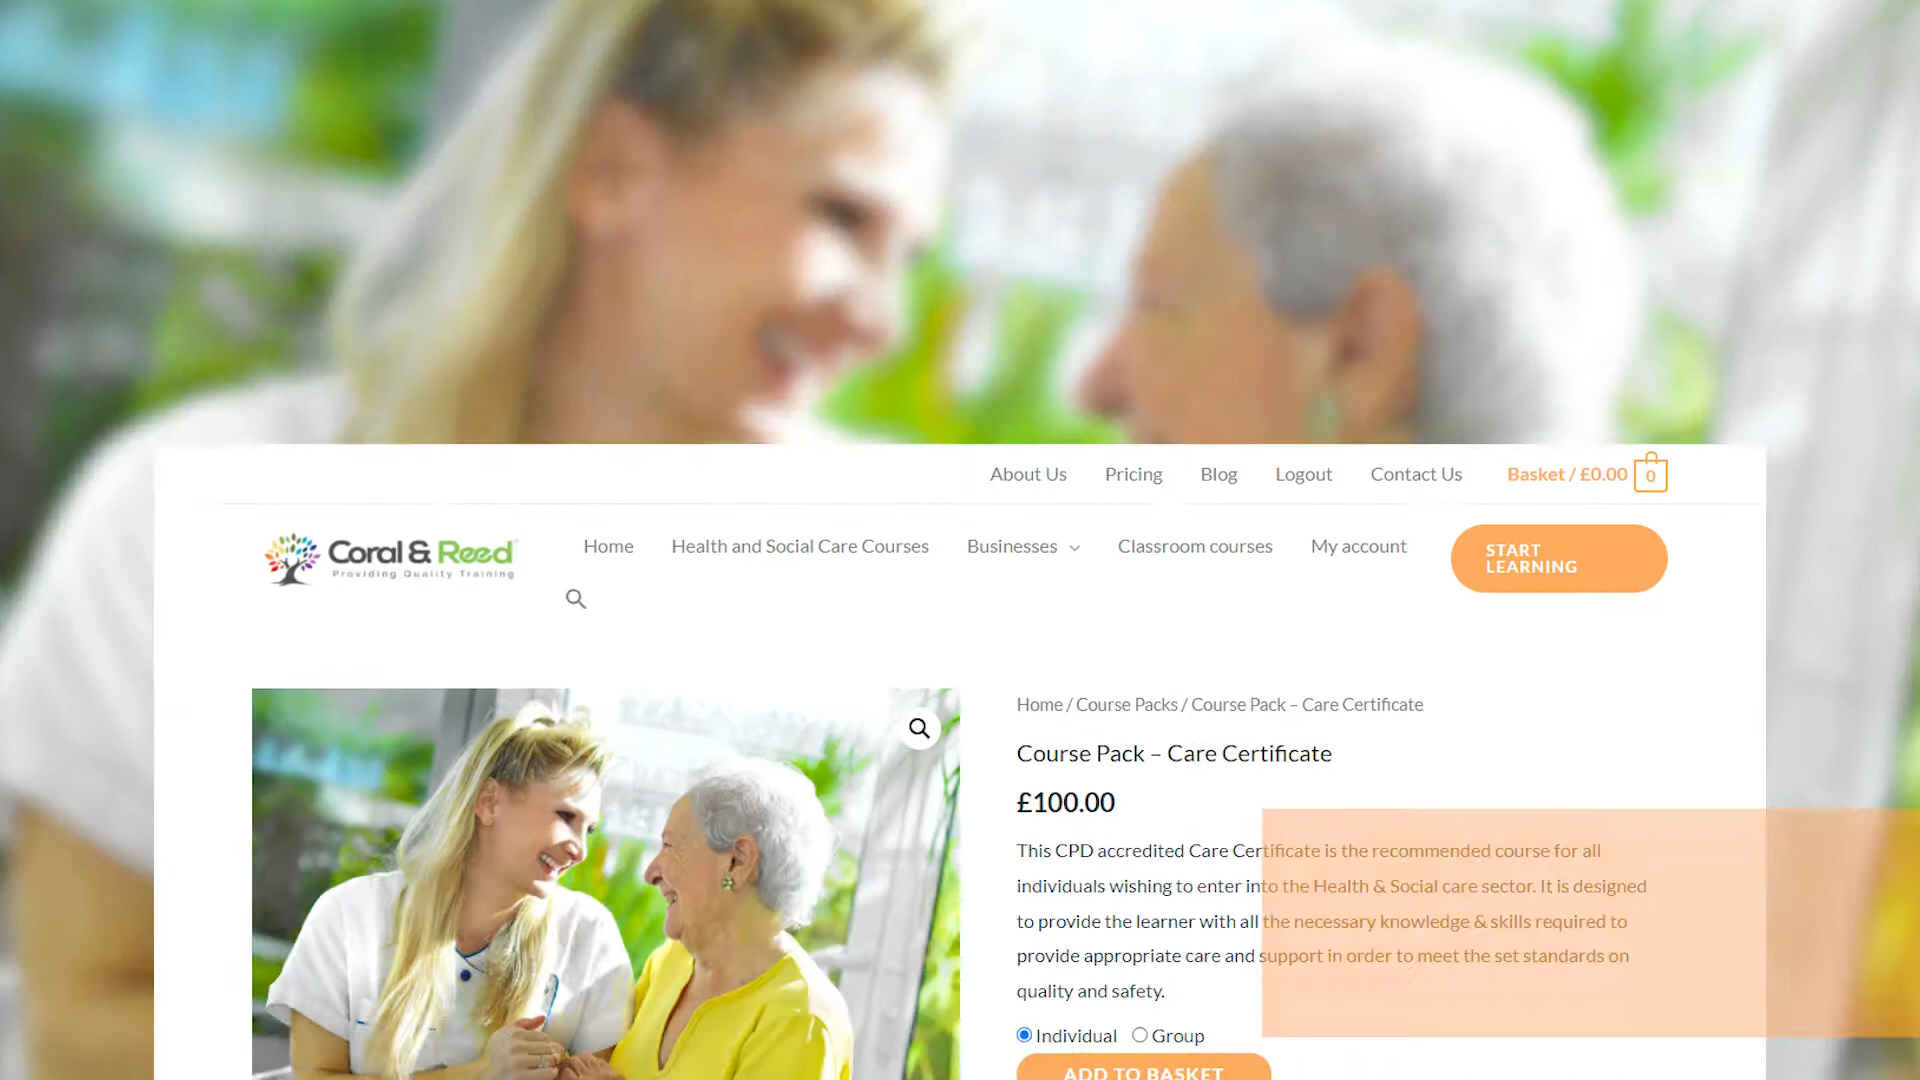 About Us Pricing Blog Logout Contact Us Basket / £0.00 0
Coral & Reed
Providing Quality Training
Home Health and Social Care Courses Businesses Classroom courses My account
START
LEARNING
Home / Course Packs / Course Pack – Care Certificate
Course Pack – Care Certificate
£100.00
This CPD accredited Care Certificate is the recommended course for all
individuals wishing to enter into the Health & Social care sector. It is designed
to provide the learner with all the necessary knowledge & skills required to
provide appropriate care and support in order to meet the set standards on
quality and safety.
Individual Group
ADD TO BASKET